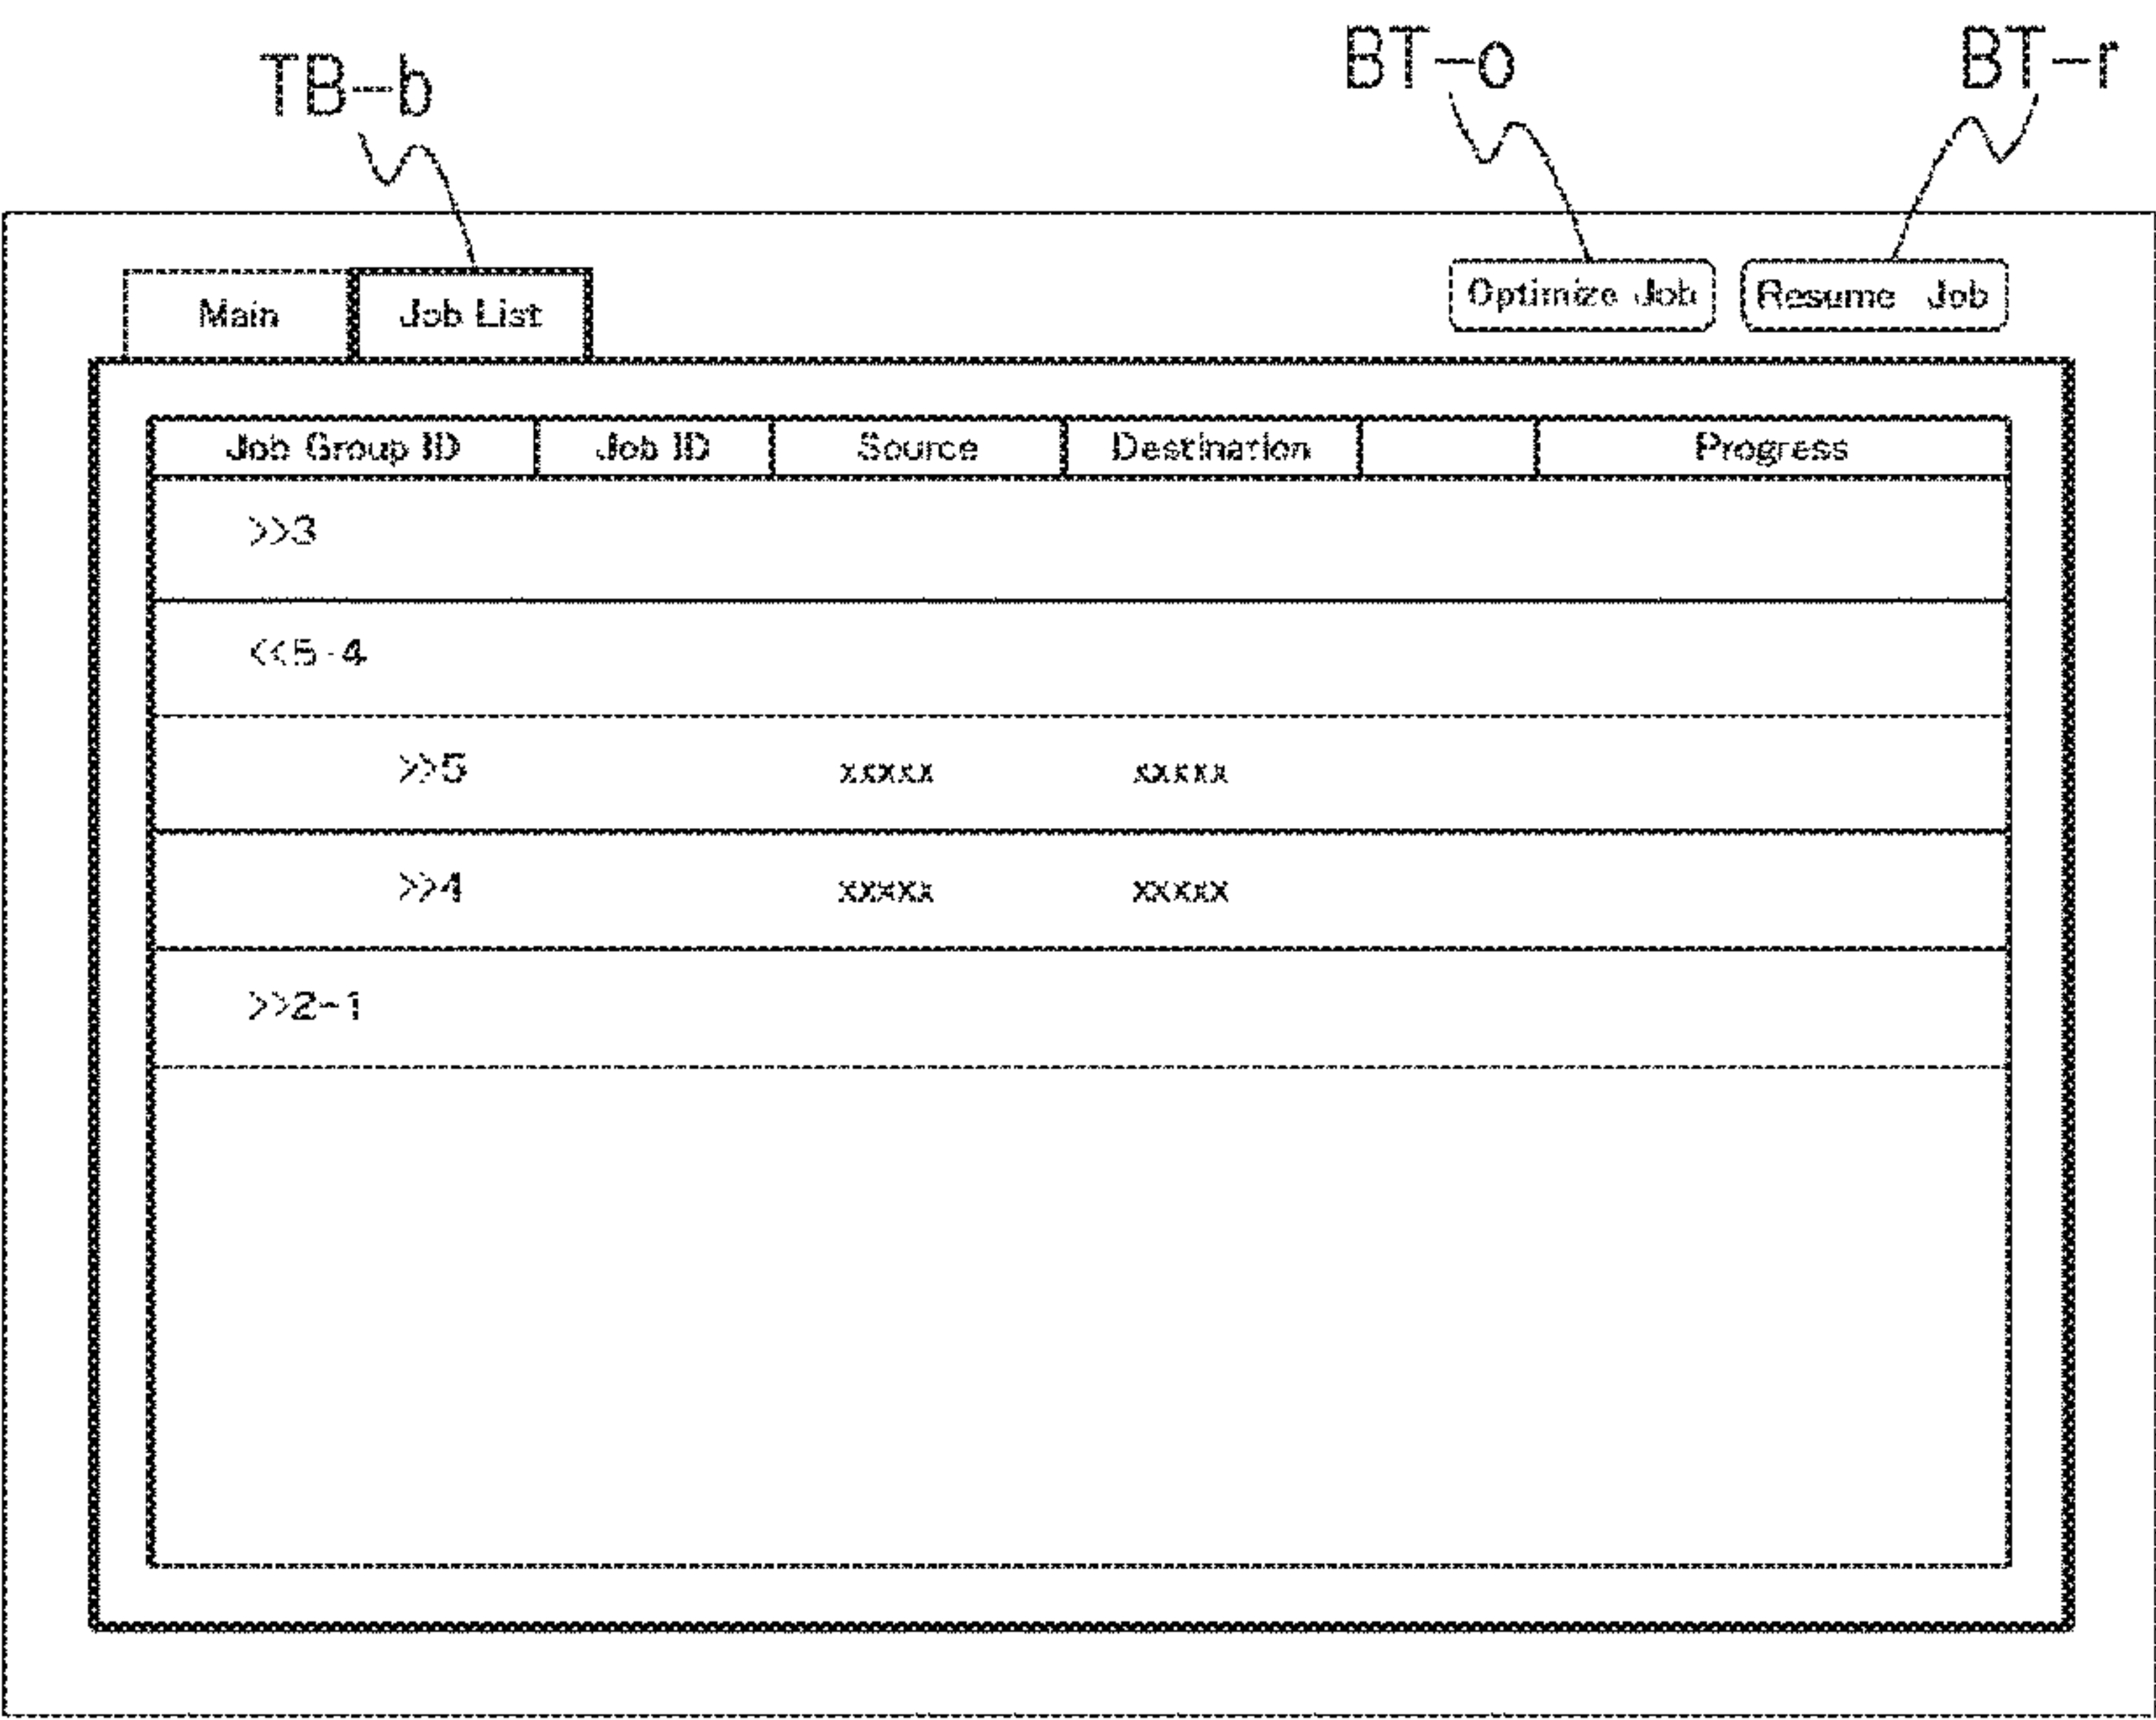 TB-b BT-o BT-r
Main Job List Optimize Job Resume Job
Job Group ID Job ID Source Destination Progress
>>3
<<5-4
>>5 xxxxx xxxxx
>>4 xxxxx xxxxx
>>2-1